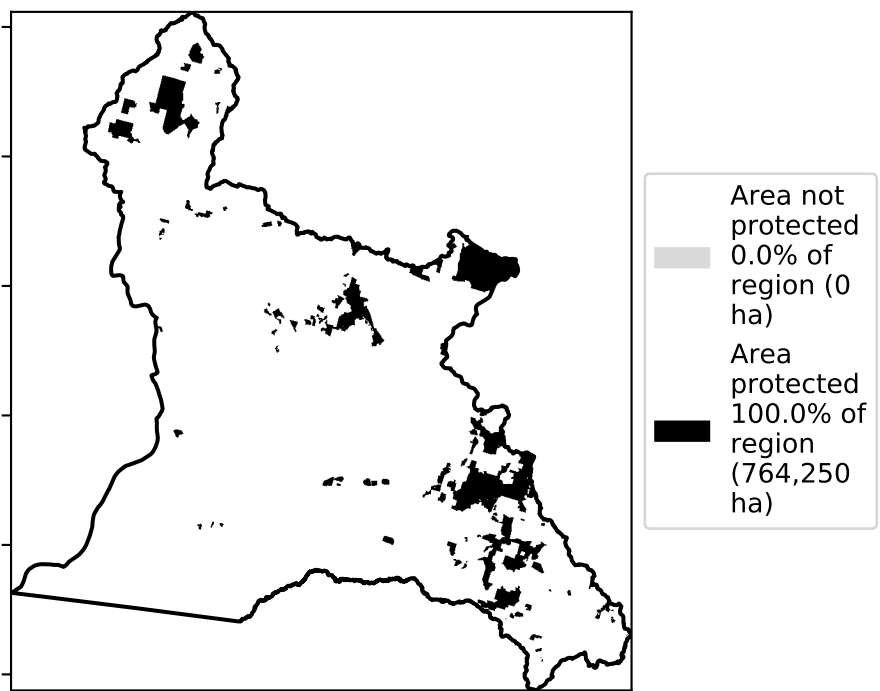 Area not
protected
0.0% of
region (0
ha)
Area
protected
100.0% of
region
(764,250
ha)